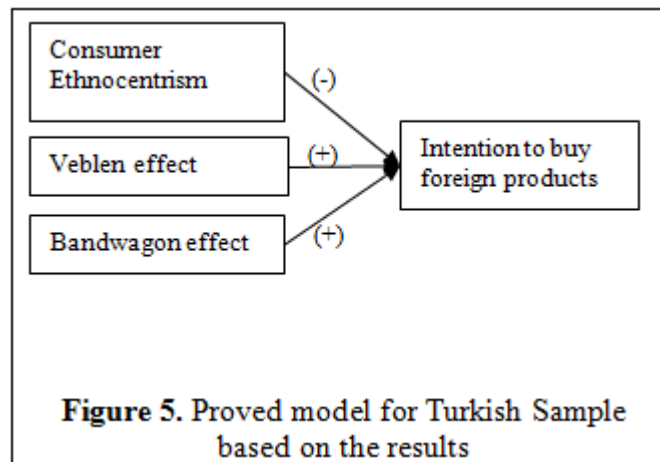 Consumer
Ethnocentrism
(-)
Veblen effect
(+)
Intention to buy
foreign products
Bandwagon effect
(+)
Figure 5. Proved model for Turkish Sample
based on the results